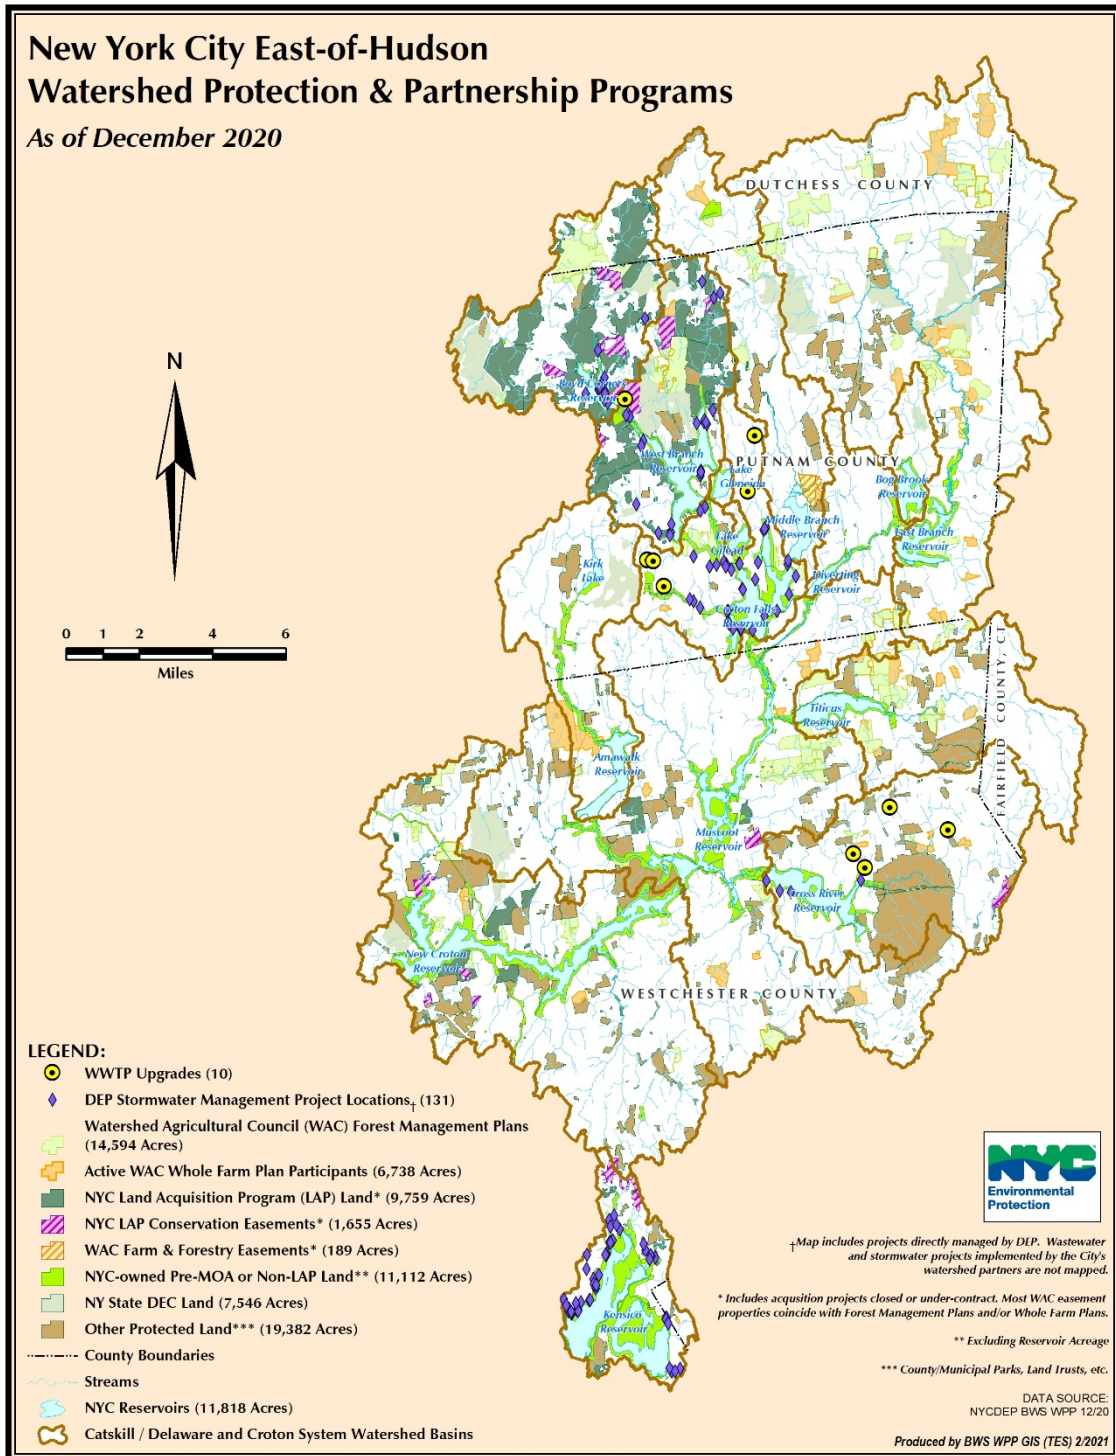 New York City East-of-Hudson
Watershed Protection & Partnership Programs
As of December 2020
DUTCHESS COUNTY
N
Boyd Corners
Reservoir
West Branch
Reservoir
Lake
Gleneida
PUTNAM COUNTY
Bog Brook
Reservoir
Middle Branch
Reservoir
East Branch
Reservoir
Lake
Gilead
Kirk
Lake
Diverting
Reservoir
Croton Falls
Reservoir
0 1 2 4 6
Miles
FAIRFIELD COUNTY, CT
Titicus
Reservoir
Amawalk
Reservoir
Muscoot
Reservoir
Cross River
Reservoir
New Croton
Reservoir
WESTCHESTER COUNTY
Kensico
Reservoir
LEGEND:
WWTP Upgrades (10)
DEP Stormwater Management Project Locations† (131)
Watershed Agricultural Council (WAC) Forest Management Plans
(14,594 Acres)
Active WAC Whole Farm Plan Participants (6,738 Acres)
NYC Land Acquisition Program (LAP) Land* (9,759 Acres)
NYC LAP Conservation Easements* (1,655 Acres)
WAC Farm & Forestry Easements* (189 Acres)
NYC-owned Pre-MOA or Non-LAP Land** (11,112 Acres)
NY State DEC Land (7,546 Acres)
Other Protected Land*** (19,382 Acres)
County Boundaries
Streams
NYC Reservoirs (11,818 Acres)
Catskill / Delaware and Croton System Watershed Basins
NYC
Environmental
Protection
†Map includes projects directly managed by DEP. Wastewater
and stormwater projects implemented by the City's
watershed partners are not mapped.
* Includes acqusition projects closed or under-contract. Most WAC easement
properties coincide with Forest Management Plans and/or Whole Farm Plans.
** Excluding Reservoir Acreage
*** County/Municipal Parks, Land Trusts, etc.
DATA SOURCE:
NYCDEP BWS WPP 12/20
Produced by BWS WPP GIS (TES) 2/2021